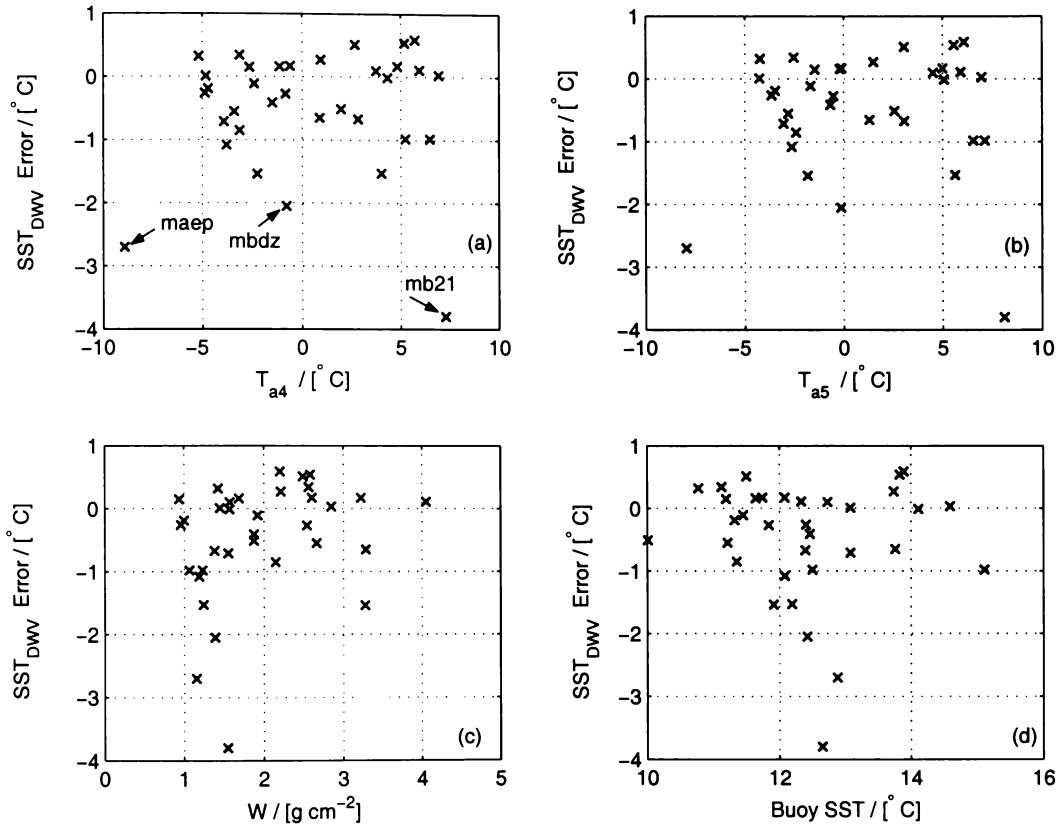 1
0
−1
−2
−3
−4
SST_DWV Error / [° C]
maep
mbdz
mb21
(a)
−10 −5 0 5 10
T_a4 / [° C]
1
0
−1
−2
−3
−4
SST_DWV Error / [° C]
(b)
−10 −5 0 5 10
T_a5 / [° C]
1
0
−1
−2
−3
−4
SST_DWV Error / [° C]
(c)
0 1 2 3 4 5
W / [g cm⁻²]
1
0
−1
−2
−3
−4
SST_DWV Error / [° C]
(d)
10 12 14 16
Buoy SST / [° C]